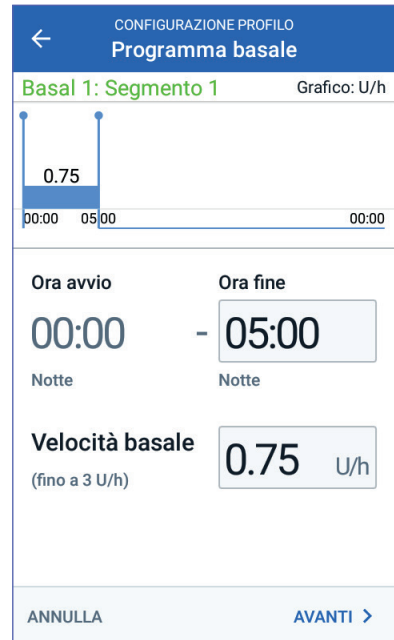 CONFIGURAZIONE PROFILO
Programma basale
Basal 1: Segmento 1 Grafico: U/h
0.75
00:00 05:00 00:00
Ora avvio Ora fine
00:00 - 05:00
Notte Notte
Velocità basale 0.75 U/h
(fino a 3 U/h)
ANNULLA AVANTI >